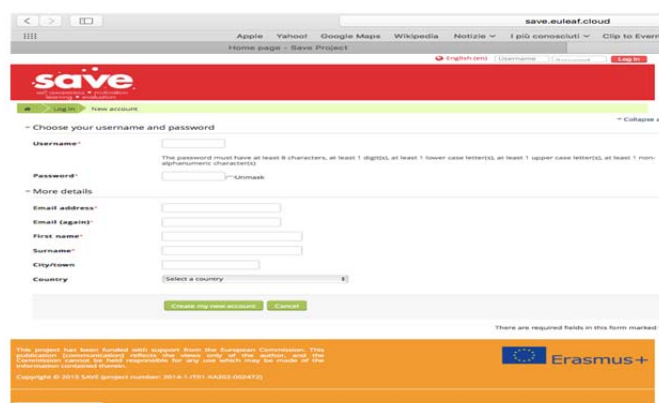 save.euleaf.cloud
Apple Yahoo! Google Maps Wikipedia Notizie I più conosciuti Clip to Evern
Home page - Save Project
English (en) Username Password Log in
save
self awareness • motivation
learning • evaluation
Log in New account
Collapse a
Choose your username and password
Username*
The password must have at least 8 characters, at least 1 digit(s), at least 1 lower case letter(s), at least 1 upper case letter(s), at least 1 non-
alphanumeric character(s)
Password* Unmask
More details
Email address*
Email (again)*
First name*
Surname*
City/town
Country Select a country
Create my new account Cancel
There are required fields in this form marked
This project has been funded with support from the European Commission. This
publication [communication] reflects the views only of the author, and the
Commission cannot be held responsible for any use which may be made of the
information contained therein.
Erasmus+
Copyright © 2015 SAVE (project number: 2014-1-IT01-KA202-002472)